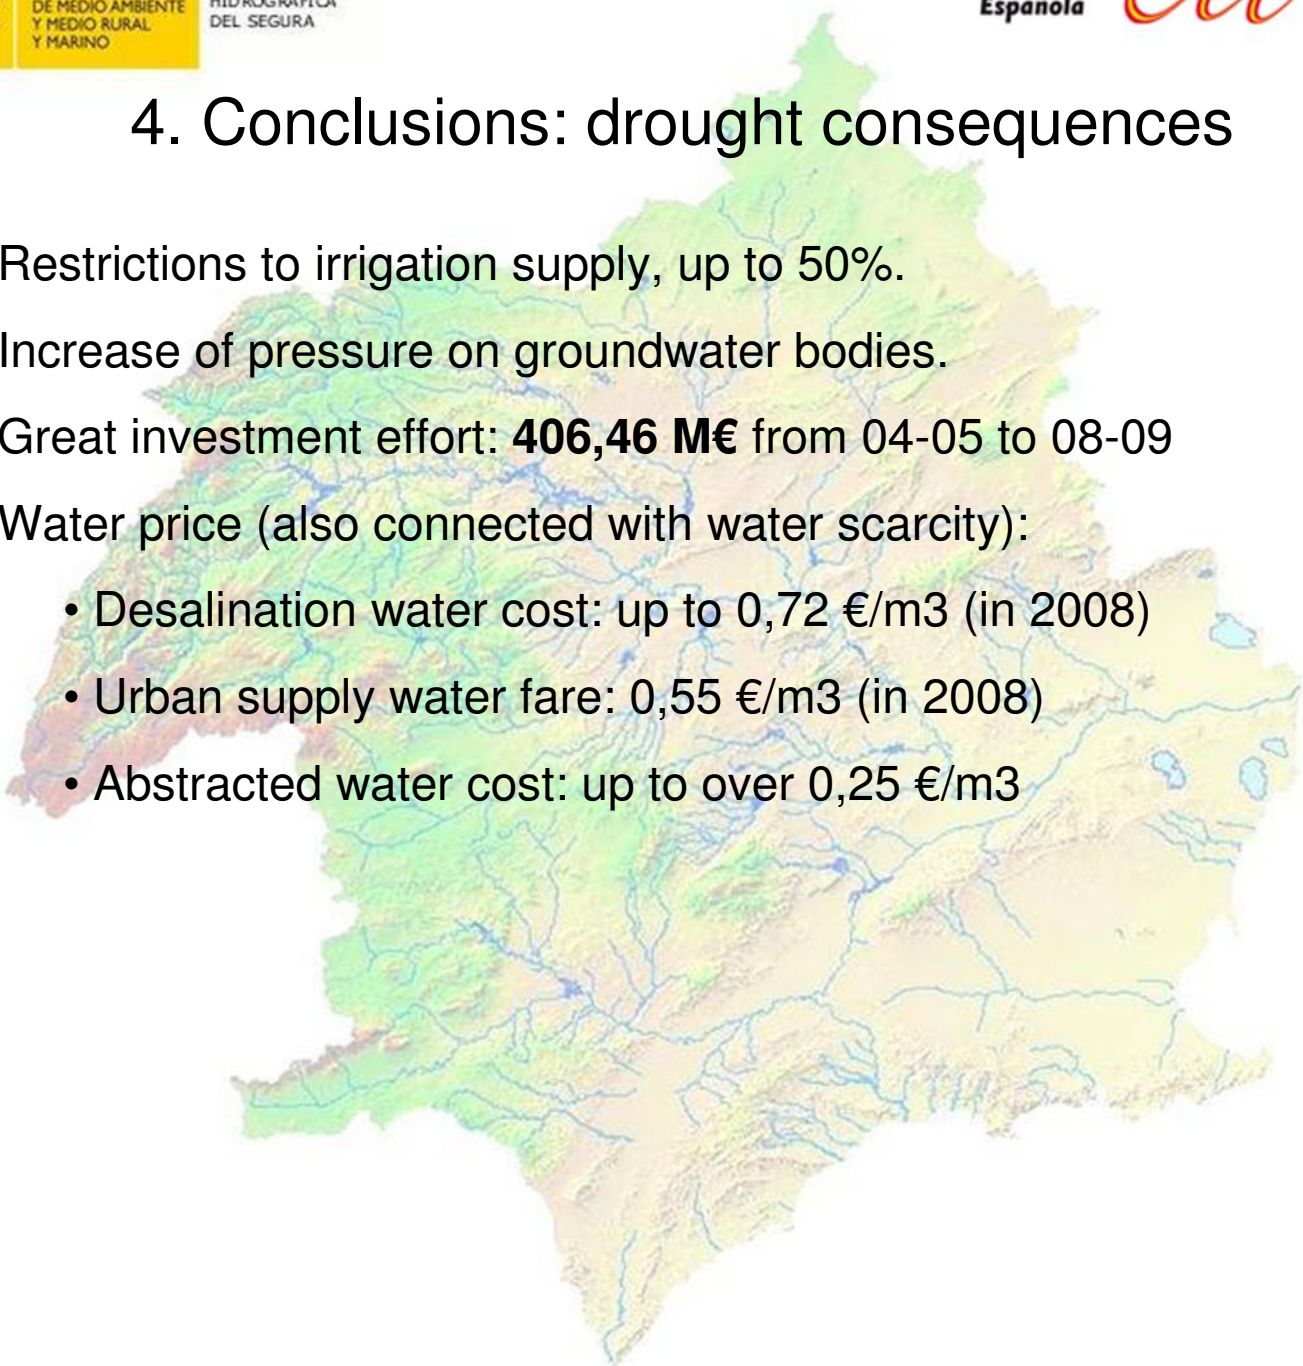 DE MEDIO AMBIENTE
Y MEDIO RURAL
Y MARINO
HIDROGRÁFICA
DEL SEGURA
Española
4. Conclusions: drought consequences
Restrictions to irrigation supply, up to 50%.
Increase of pressure on groundwater bodies.
Great investment effort: 406,46 M€ from 04-05 to 08-09
Water price (also connected with water scarcity):
• Desalination water cost: up to 0,72 €/m3 (in 2008)
• Urban supply water fare: 0,55 €/m3 (in 2008)
• Abstracted water cost: up to over 0,25 €/m3